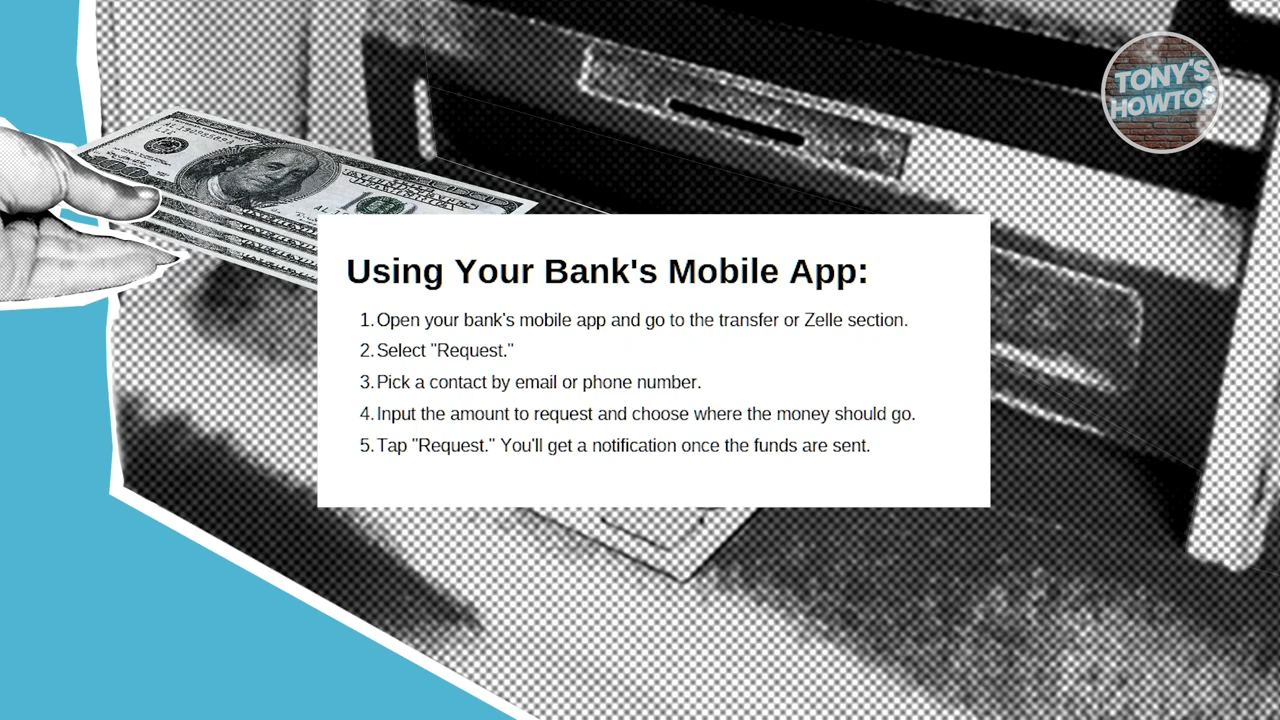 TONY'S
HOWTOS
Using Your Bank's Mobile App:
1. Open your bank's mobile app and go to the transfer or Zelle section.
2. Select "Request."
3. Pick a contact by email or phone number.
4. Input the amount to request and choose where the money should go.
5. Tap "Request." You'll get a notification once the funds are sent.